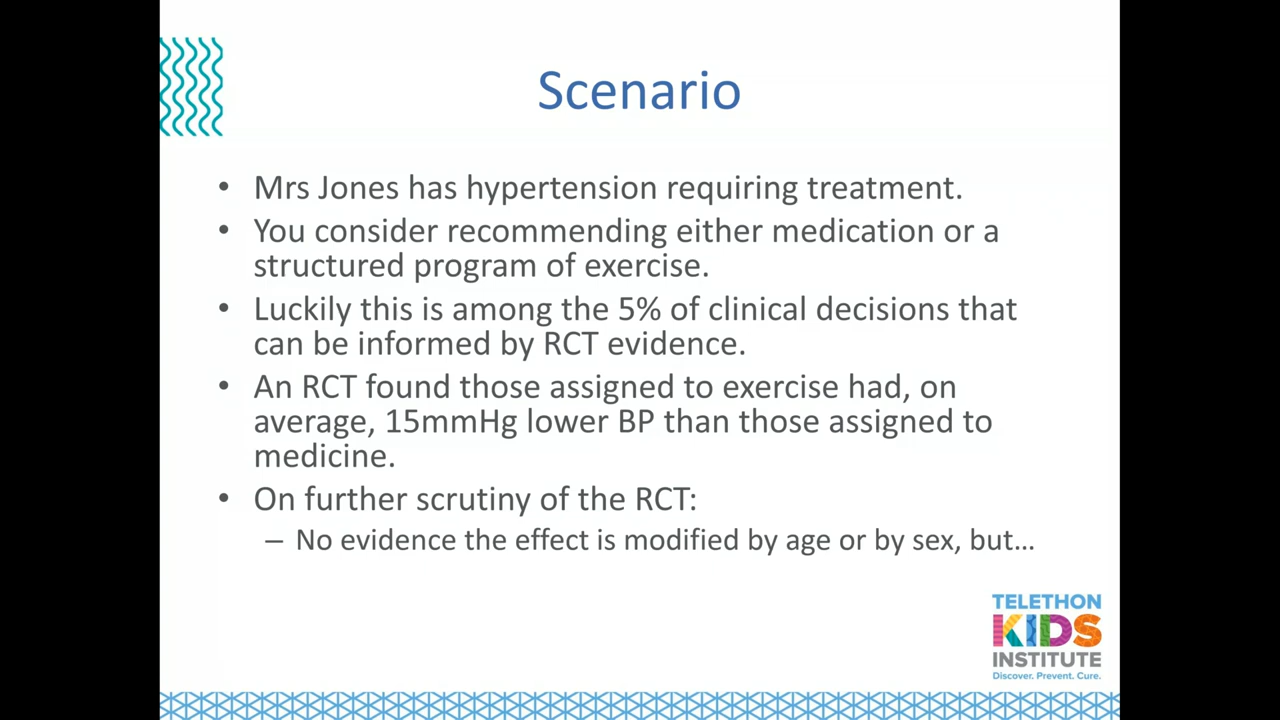 Scenario
• Mrs Jones has hypertension requiring treatment.
• You consider recommending either medication or a
structured program of exercise.
• Luckily this is among the 5% of clinical decisions that
can be informed by RCT evidence.
• An RCT found those assigned to exercise had, on
average, 15mmHg lower BP than those assigned to
medicine.
• On further scrutiny of the RCT:
– No evidence the effect is modified by age or by sex, but…
TELETHON
KIDS
INSTITUTE
Discover. Prevent. Cure.